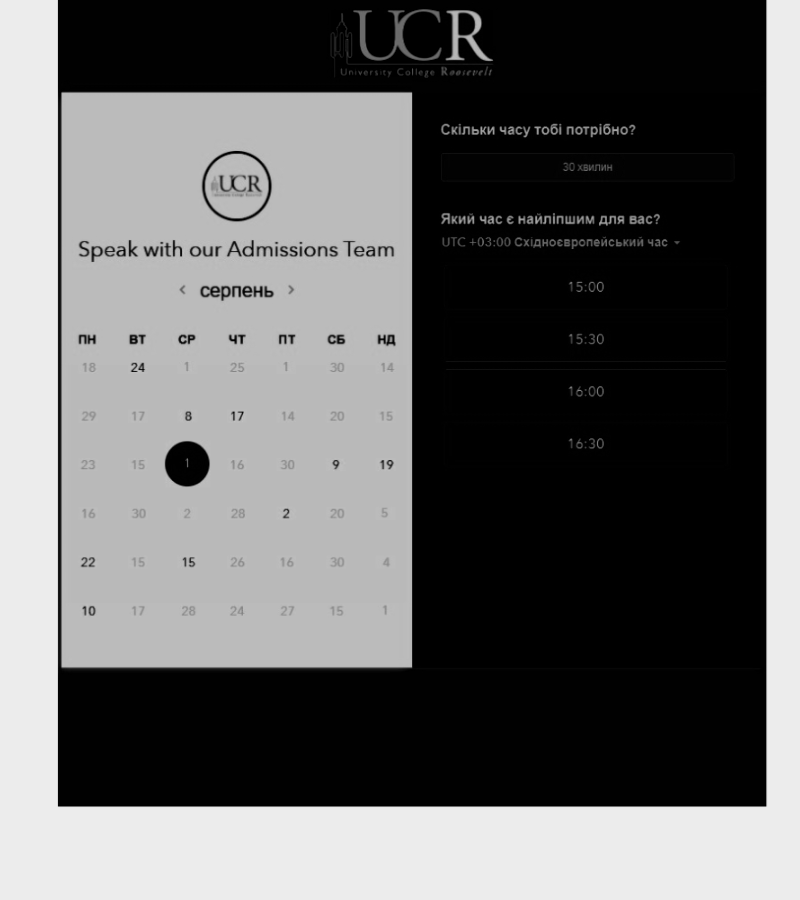 UCR
University College Roosevelt
UCR
Speak with our Admissions Team
< серпень >
ПН ВТ СР ЧТ ПТ СБ НД
18 24 1 25 1 30 14
29 17 8 17 14 20 15
23 15 1 16 30 9 19
16 30 2 28 2 20 5
22 15 15 26 16 30 4
10 17 28 24 27 15 1
Скільки часу тобі потрібно?
30 хвилин
Який час є найліпшим для вас?
UTC +03:00 Східноєвропейський час
15:00
15:30
16:00
16:30